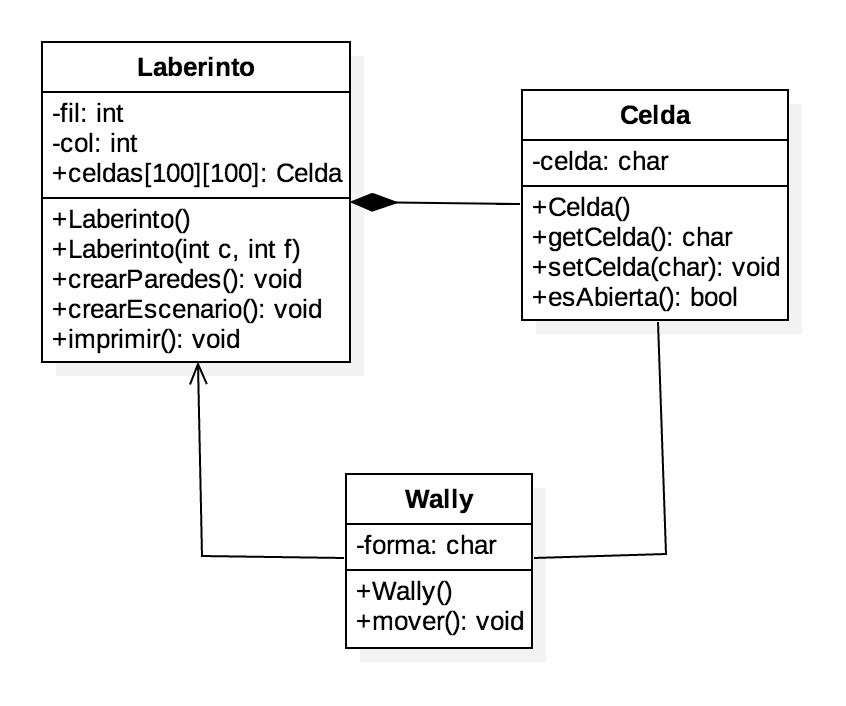 Laberinto
-fil: int
-col: int
+celdas[100][100]: Celda
+Laberinto()
+Laberinto(int c, int f)
+crearParedes(): void
+crearEscenario(): void
+imprimir(): void
Celda
-celda: char
+Celda()
+getCelda(): char
+setCelda(char): void
+esAbierta(): bool
Wally
-forma: char
+Wally()
+mover(): void